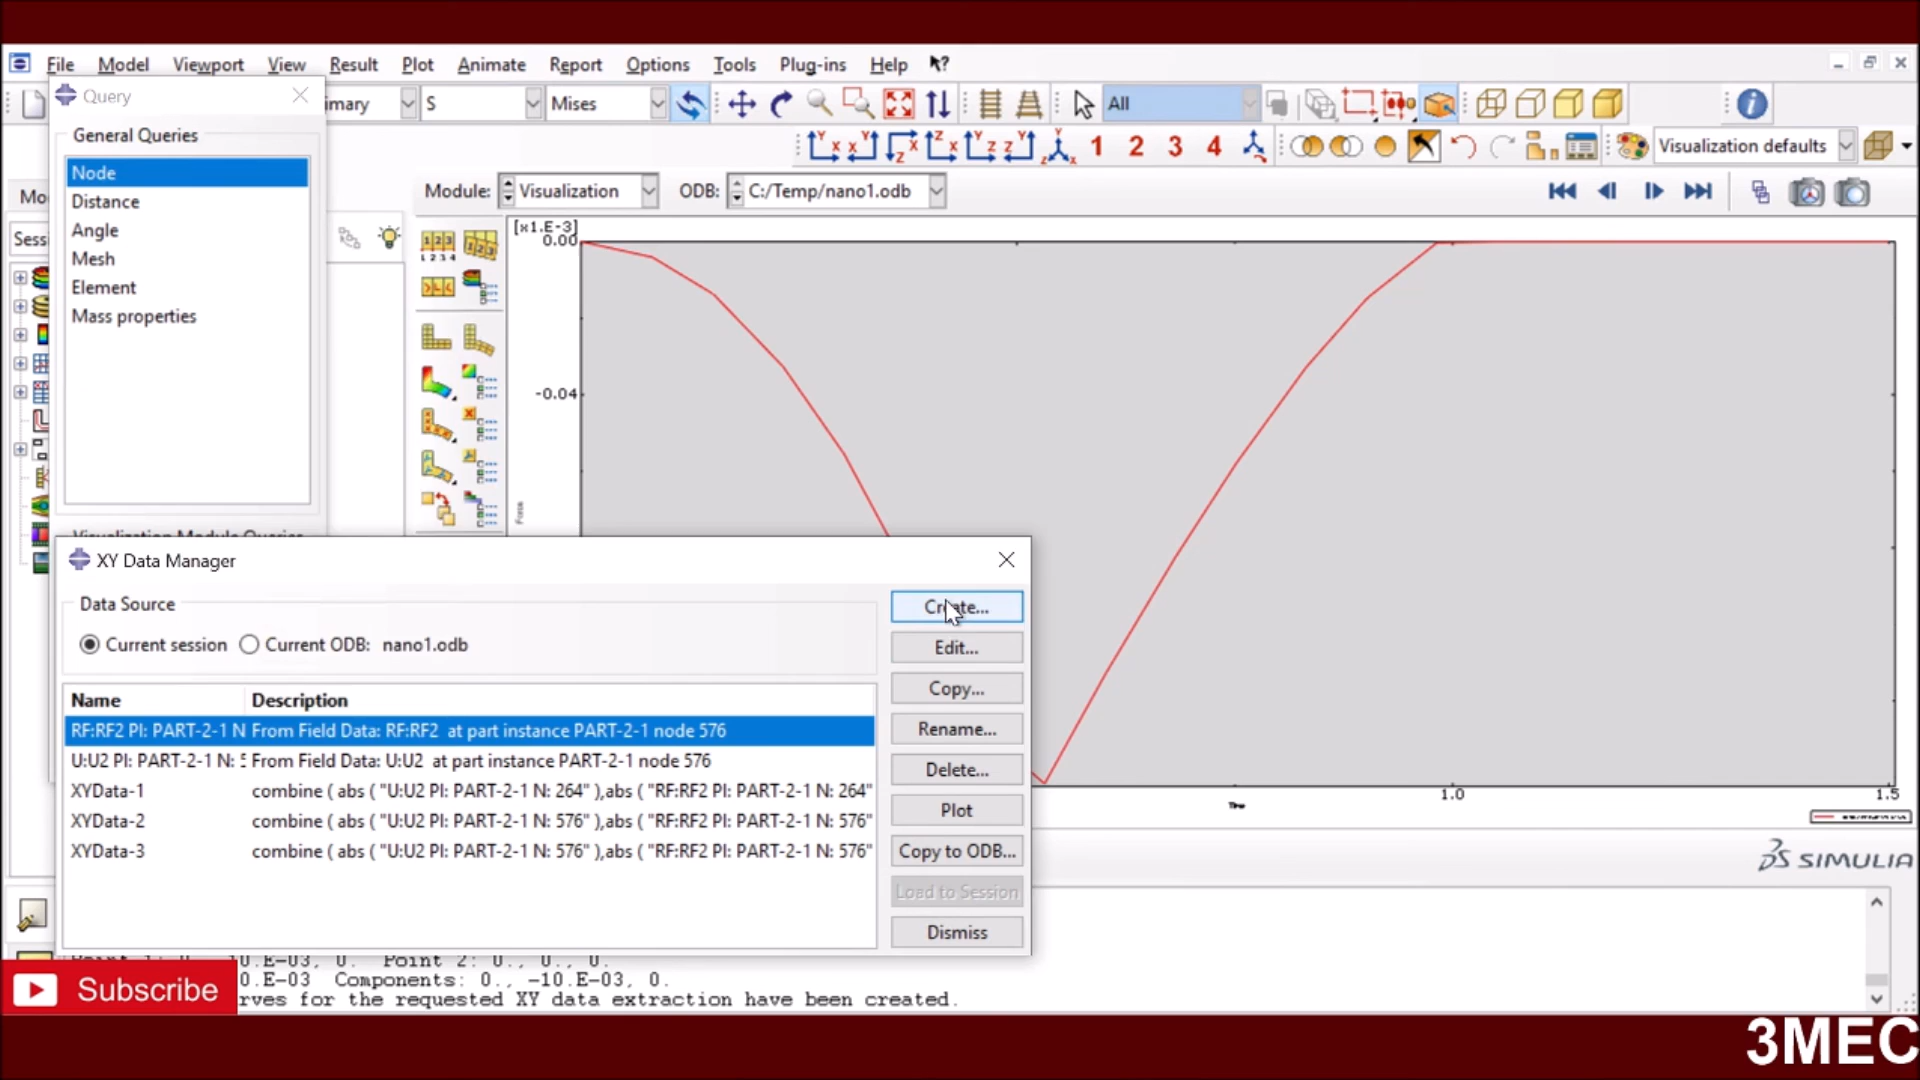 File Model Viewport View Result Plot Animate Report Options Tools Plug-ins Help
Query
imary S Mises All
General Queries
1 2 3 4 Visualization defaults
Node
Distance
Angle
Mesh
Element
Mass properties
Module: Visualization ODB: C:/Temp/nano1.odb
[x1.E-3]
0.00
-0.04
1.0
1.5
XY Data Manager
Data Source
Current session Current ODB: nano1.odb
Name Description
RF:RF2 PI: PART-2-1 N From Field Data: RF:RF2 at part instance PART-2-1 node 576
U:U2 PI: PART-2-1 N: From Field Data: U:U2 at part instance PART-2-1 node 576
XYData-1 combine ( abs ( "U:U2 PI: PART-2-1 N: 264" ),abs ( "RF:RF2 PI: PART-2-1 N: 264"
XYData-2 combine ( abs ( "U:U2 PI: PART-2-1 N: 576" ),abs ( "RF:RF2 PI: PART-2-1 N: 576"
XYData-3 combine ( abs ( "U:U2 PI: PART-2-1 N: 576" ),abs ( "RF:RF2 PI: PART-2-1 N: 576"
Create...
Edit...
Copy...
Rename...
Delete...
Plot
Copy to ODB...
Load to Session
Dismiss
SIMULIA
Point 2: 0., 0., 0.
0.E-03 Components: 0., -10.E-03, 0.
rves for the requested XY data extraction have been created.
Subscribe
3MEC